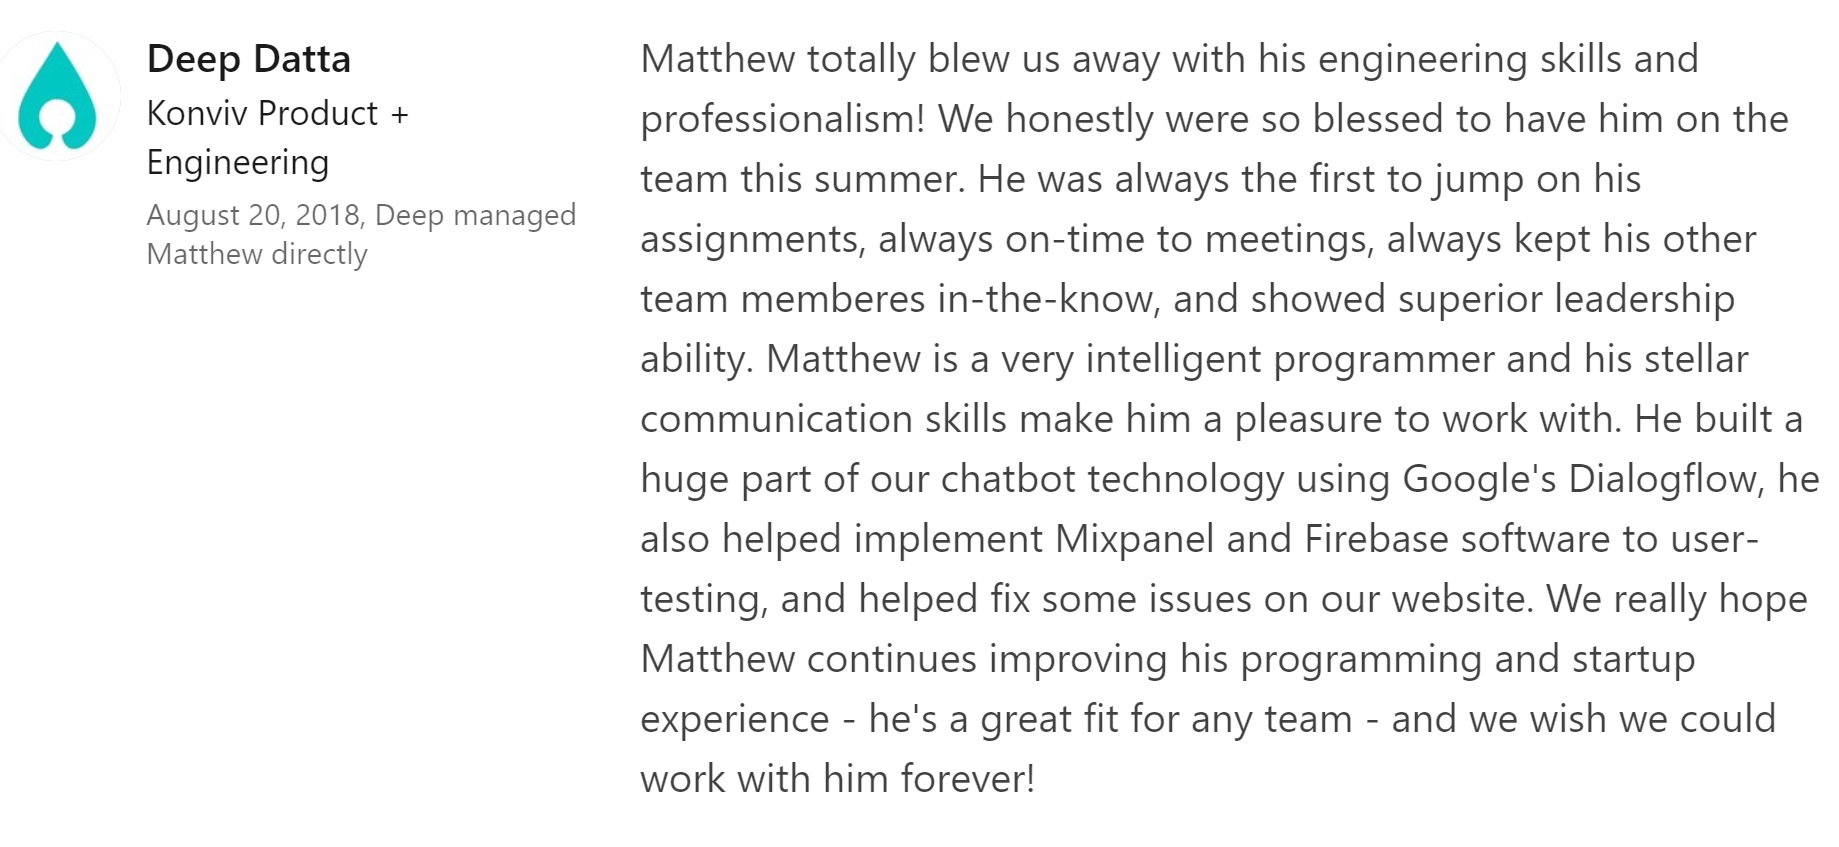 Deep Datta
Konviv Product +
Engineering
August 20, 2018, Deep managed
Matthew directly
Matthew totally blew us away with his engineering skills and
professionalism! We honestly were so blessed to have him on the
team this summer. He was always the first to jump on his
assignments, always on-time to meetings, always kept his other
team memberes in-the-know, and showed superior leadership
ability. Matthew is a very intelligent programmer and his stellar
communication skills make him a pleasure to work with. He built a
huge part of our chatbot technology using Google's Dialogflow, he
also helped implement Mixpanel and Firebase software to user-
testing, and helped fix some issues on our website. We really hope
Matthew continues improving his programming and startup
experience - he's a great fit for any team - and we wish we could
work with him forever!